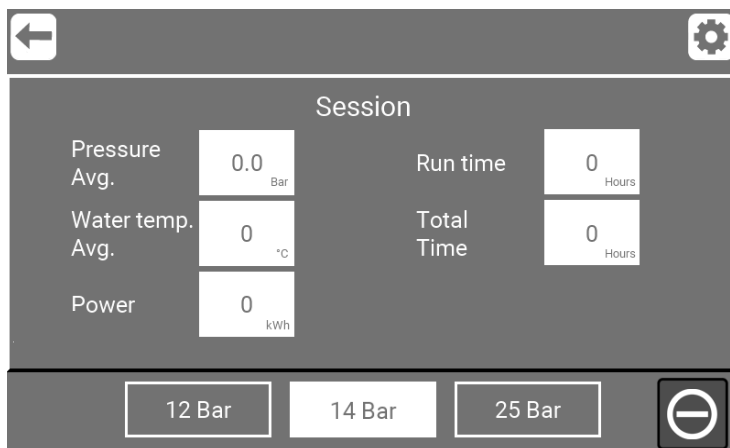 Session
Pressure
Avg.
0.0
Bar
Run time
0
Hours
Water temp.
Avg.
0
°C
Total
Time
0
Hours
Power
0
kWh
12 Bar
14 Bar
25 Bar